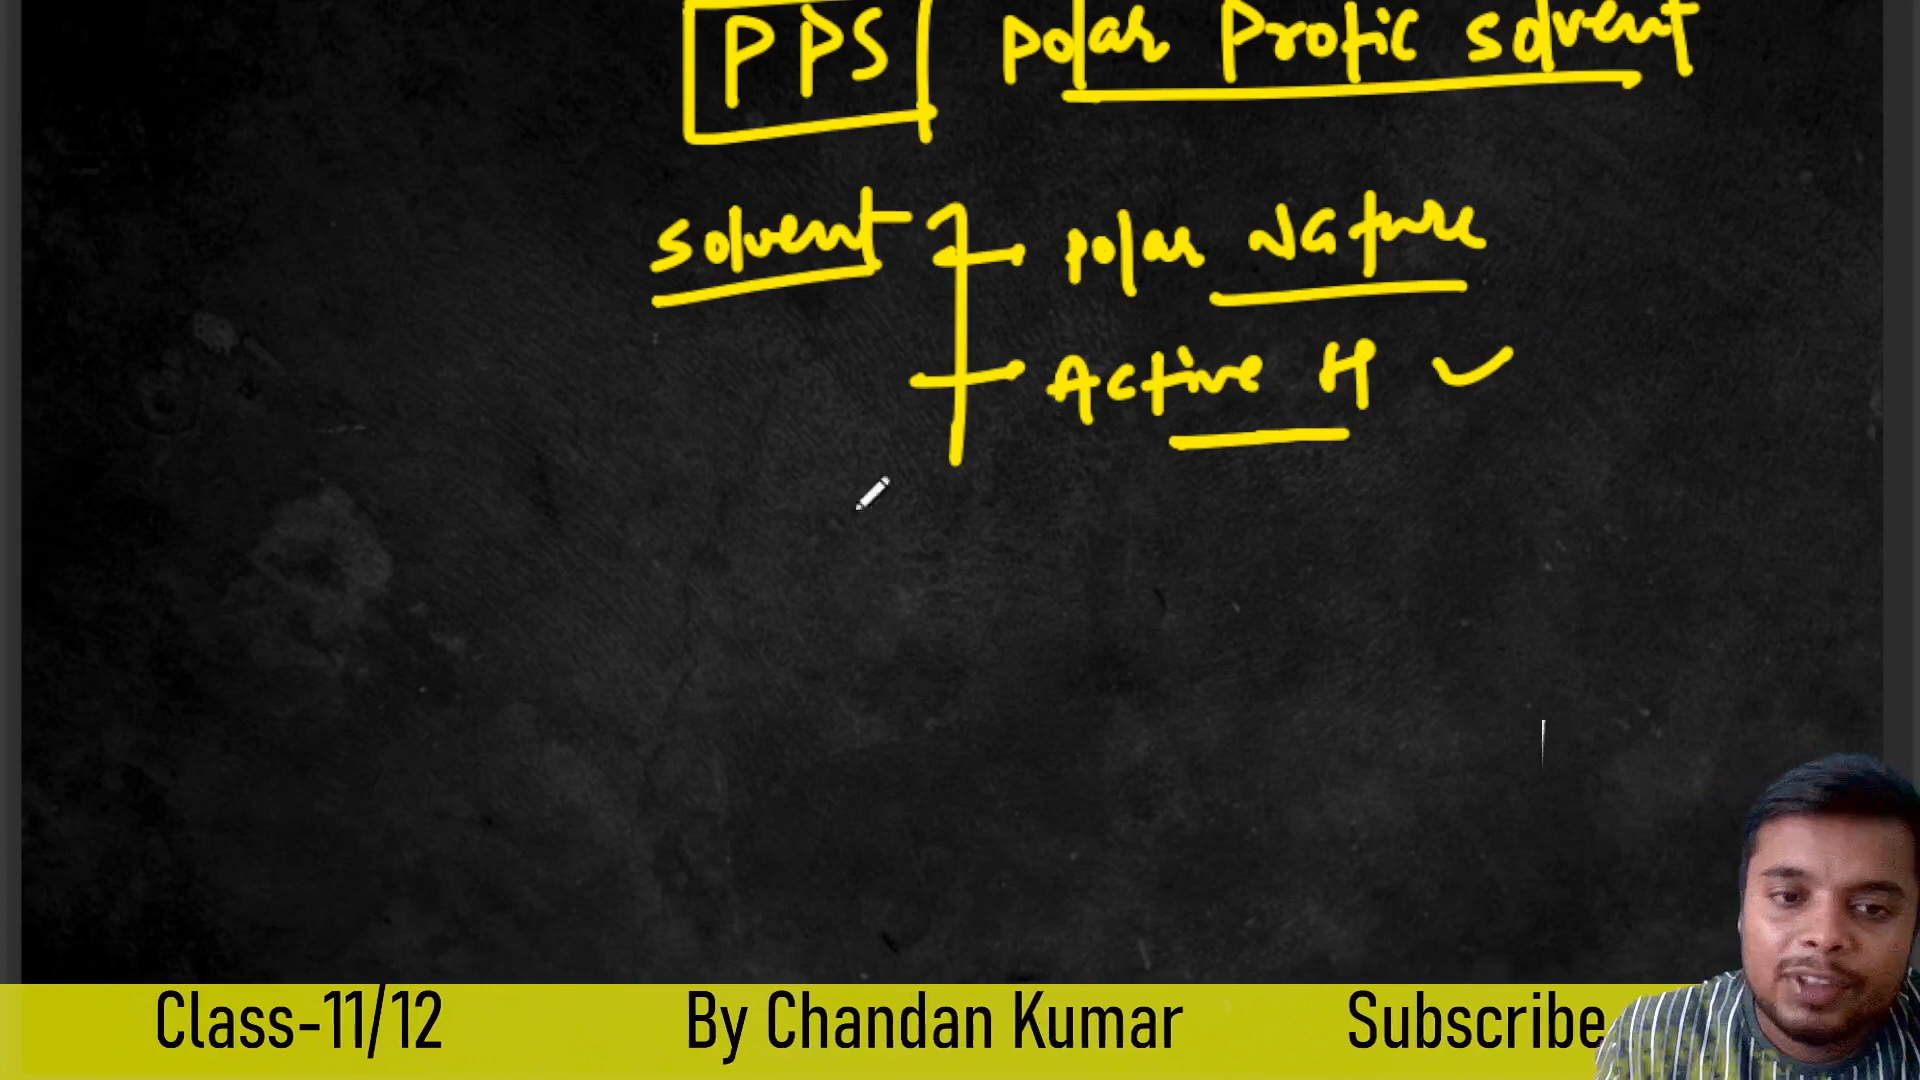 PPS Polar Protic Solvent
Solvent Polar Nature
Active H ✓
Class-11/12 By Chandan Kumar Subscribe